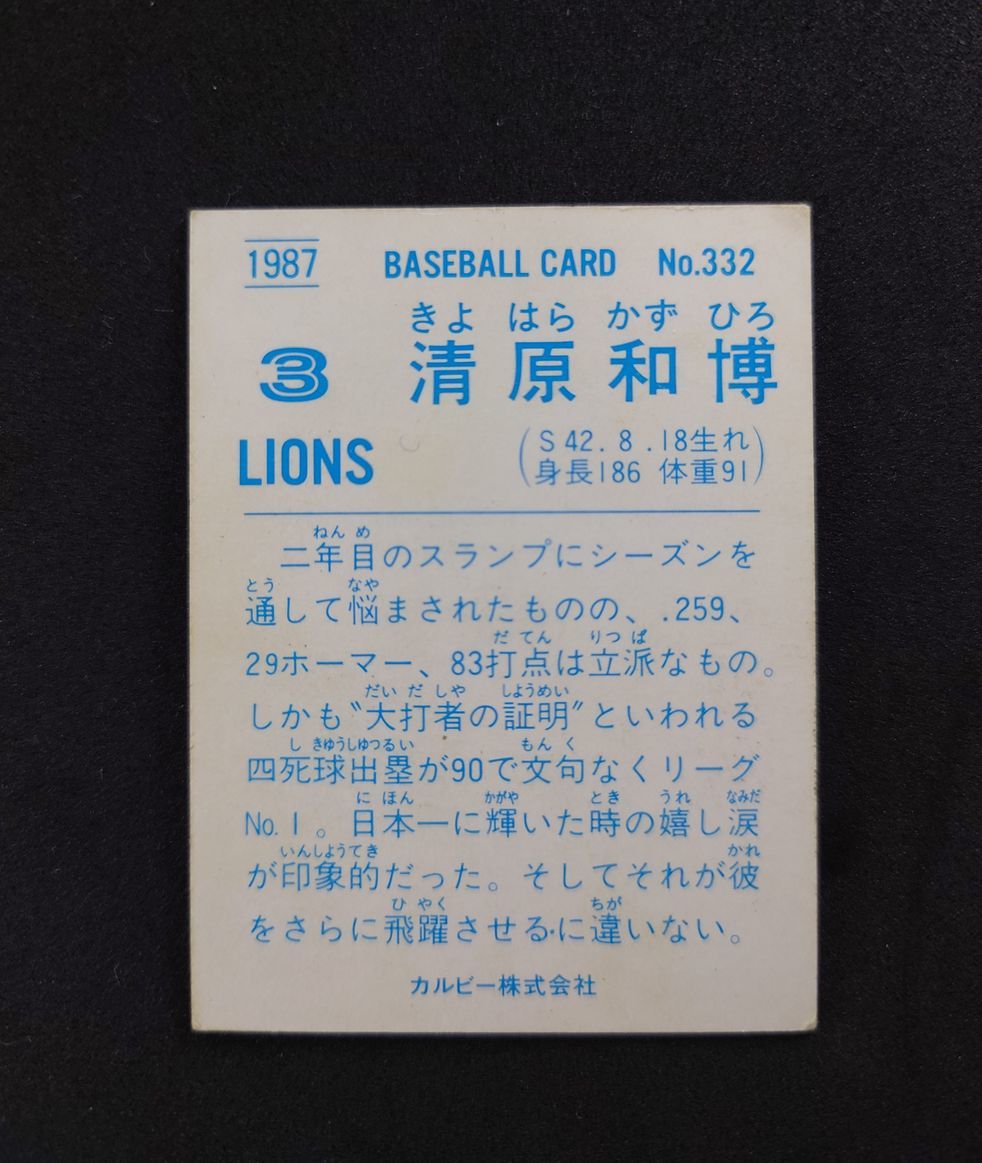 1987 BASEBALL CARD No.332
きよ はら かず ひろ
3 清原和博
LIONS
(S42.8.18生れ
身長186 体重91)
ねん め
二年目のスランプにシーズンを
とう なや
通して悩まされたものの、.259、
だ てん りつ ぱ
29ホーマー、83打点は立派なもの。
だい だ しや しようめい
しかも“大打者の証明”といわれる
し きゆうしゆつるい もん く
四死球出塁が90で文句なくリーグ
に ほん かがや とき うれ なみだ
No.1。日本一に輝いた時の嬉し涙
いんしようてき かれ
が印象的だった。そしてそれが彼
ひ やく ちが
をさらに飛躍させるに違いない。
カルビー株式会社